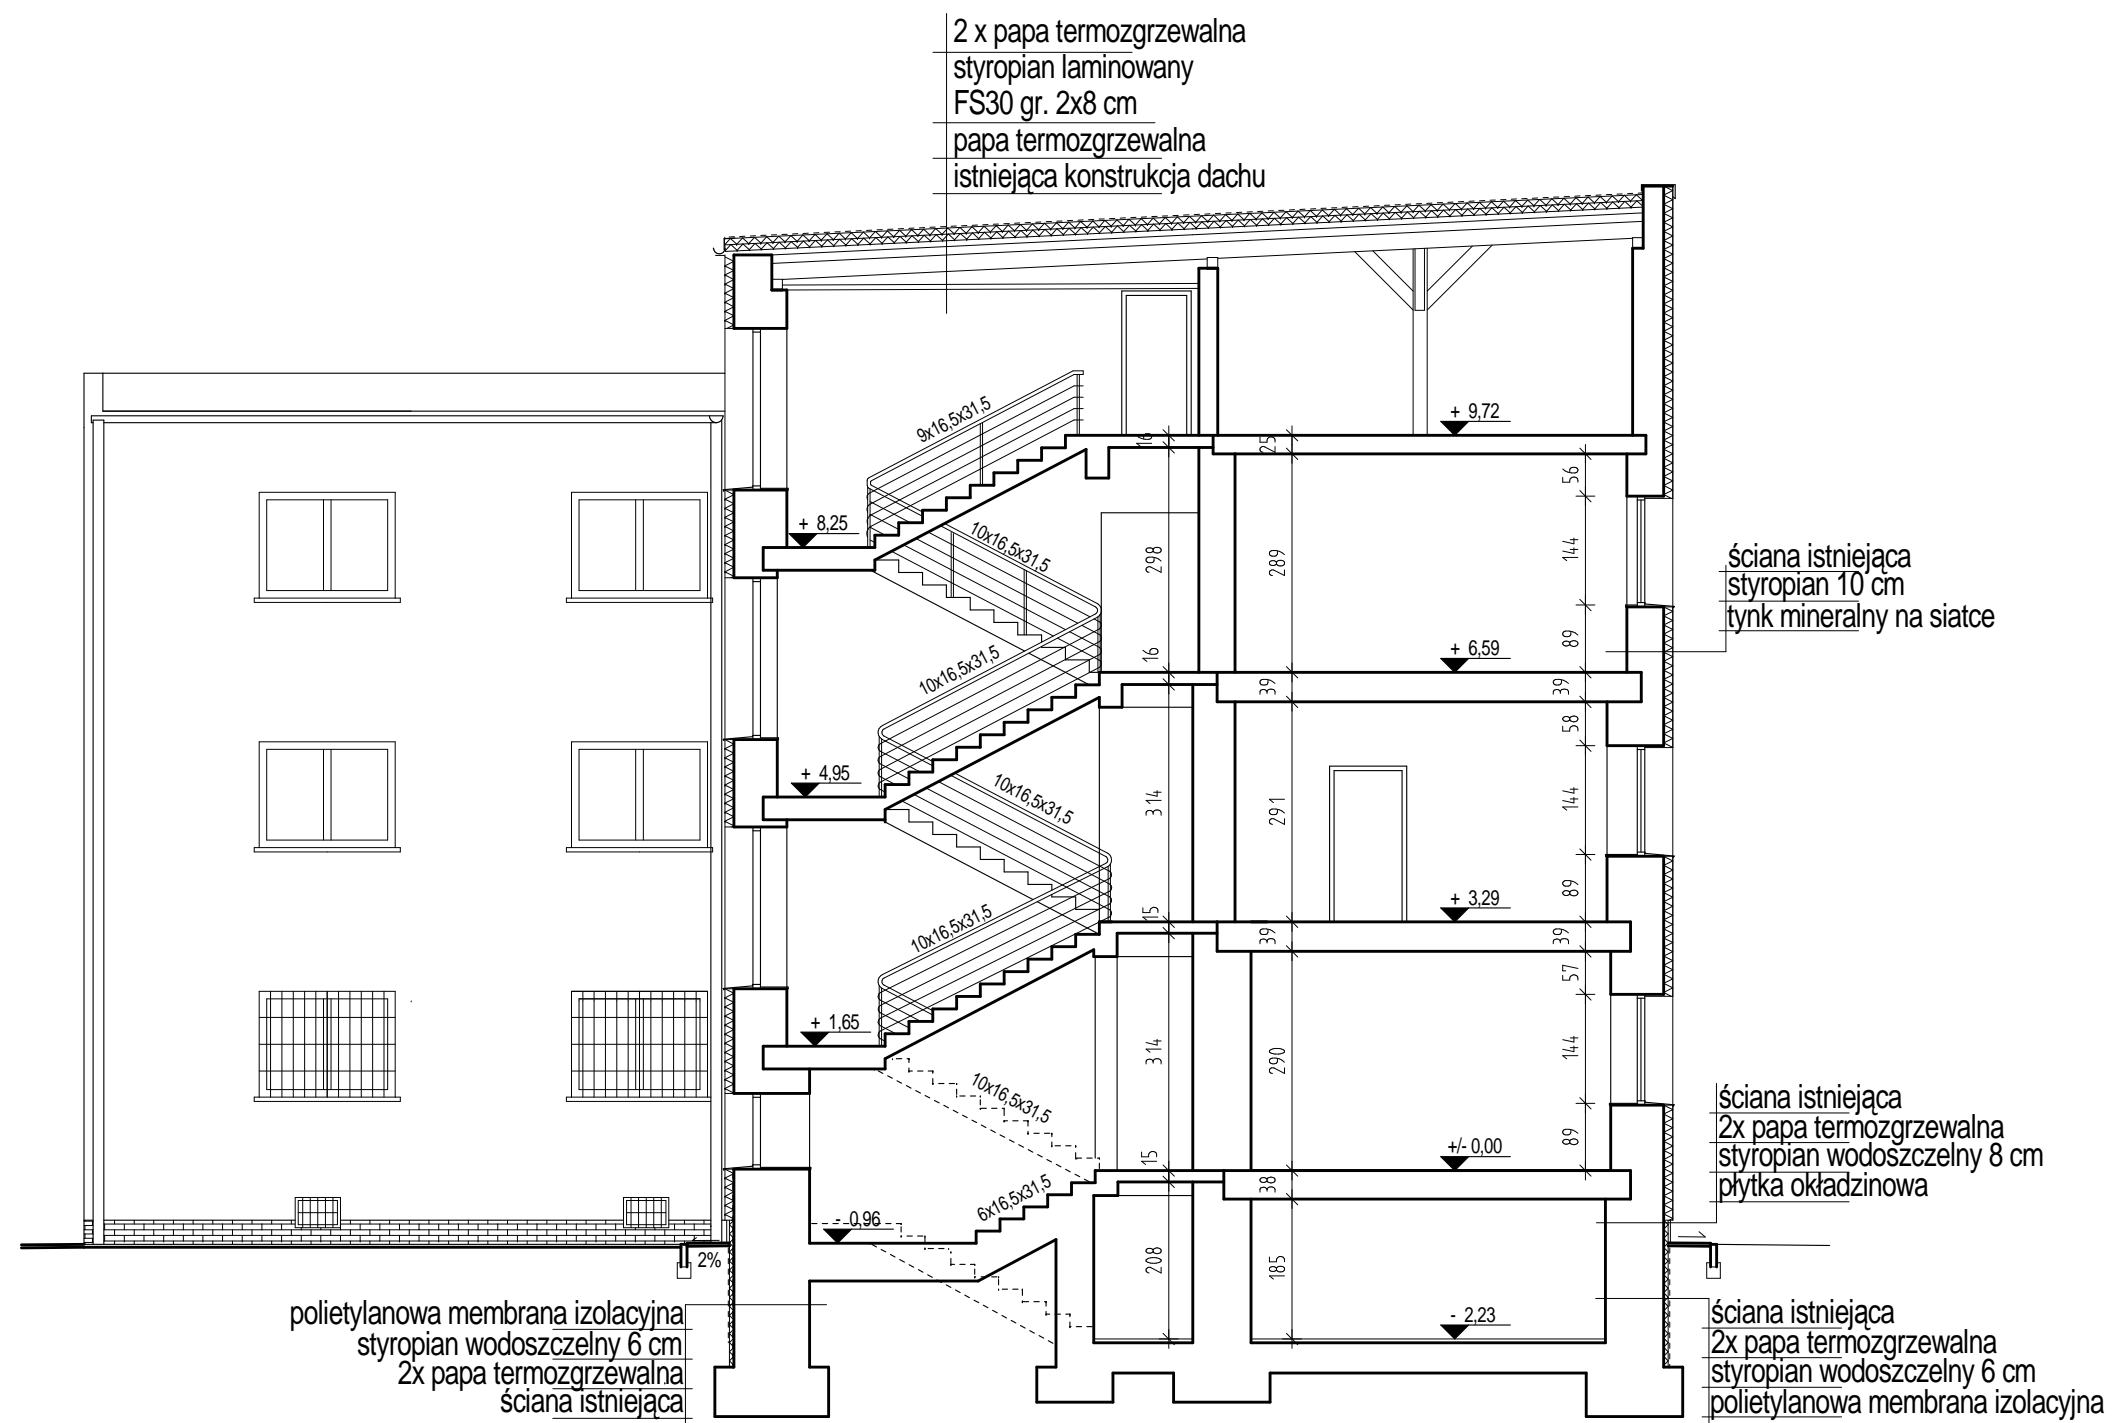 2 x papa termozgrzewalna
styropian laminowany
FS30 gr. 2x8 cm
papa termozgrzewalna
istniejąca konstrukcja dachu
9x16,5x31,5
16
25
+ 9,72
56
+ 8,25
10x16,5x31,5
298
289
144
ściana istniejąca
styropian 10 cm
tynk mineralny na siatce
89
10x16,5x31,5
16
+ 6,59
39
39
58
+ 4,95
10x16,5x31,5
314
291
144
89
10x16,5x31,5
15
+ 3,29
39
39
57
+ 1,65
10x16,5x31,5
314
290
144
ściana istniejąca
2x papa termozgrzewalna
styropian wodoszczelny 8 cm
płytka okładzinowa
89
15
+/- 0,00
38
6x16,5x31,5
- 0,96
2%
208
185
- 2,23
polietylanowa membrana izolacyjna
styropian wodoszczelny 6 cm
2x papa termozgrzewalna
ściana istniejąca
ściana istniejąca
2x papa termozgrzewalna
styropian wodoszczelny 6 cm
polietylanowa membrana izolacyjna